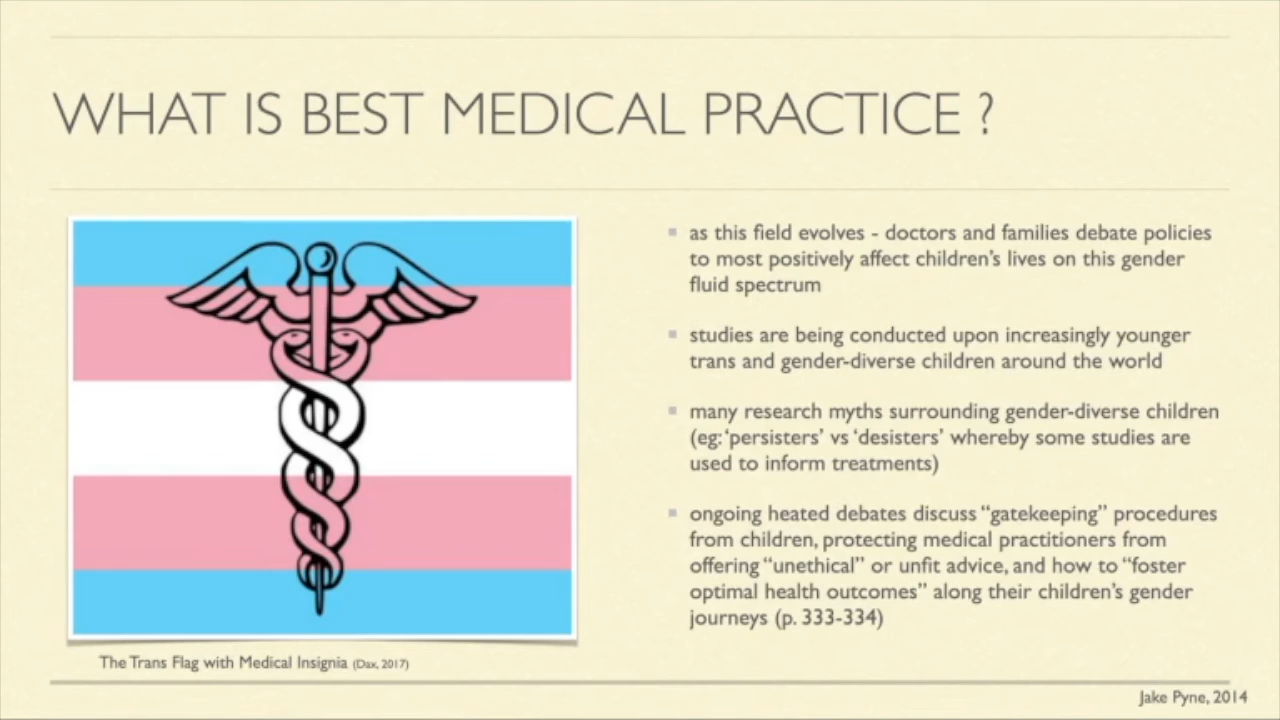 WHAT IS BEST MEDICAL PRACTICE ?
as this field evolves - doctors and families debate policies
to most positively affect children's lives on this gender
fluid spectrum
studies are being conducted upon increasingly younger
trans and gender-diverse children around the world
many research myths surrounding gender-diverse children
(eg: 'persisters' vs 'desisters' whereby some studies are
used to inform treatments)
ongoing heated debates discuss "gatekeeping" procedures
from children, protecting medical practitioners from
offering "unethical" or unfit advice, and how to "foster
optimal health outcomes" along their children's gender
journeys (p. 333-334)
The Trans Flag with Medical Insignia (Dax, 2017)
Jake Pyne, 2014